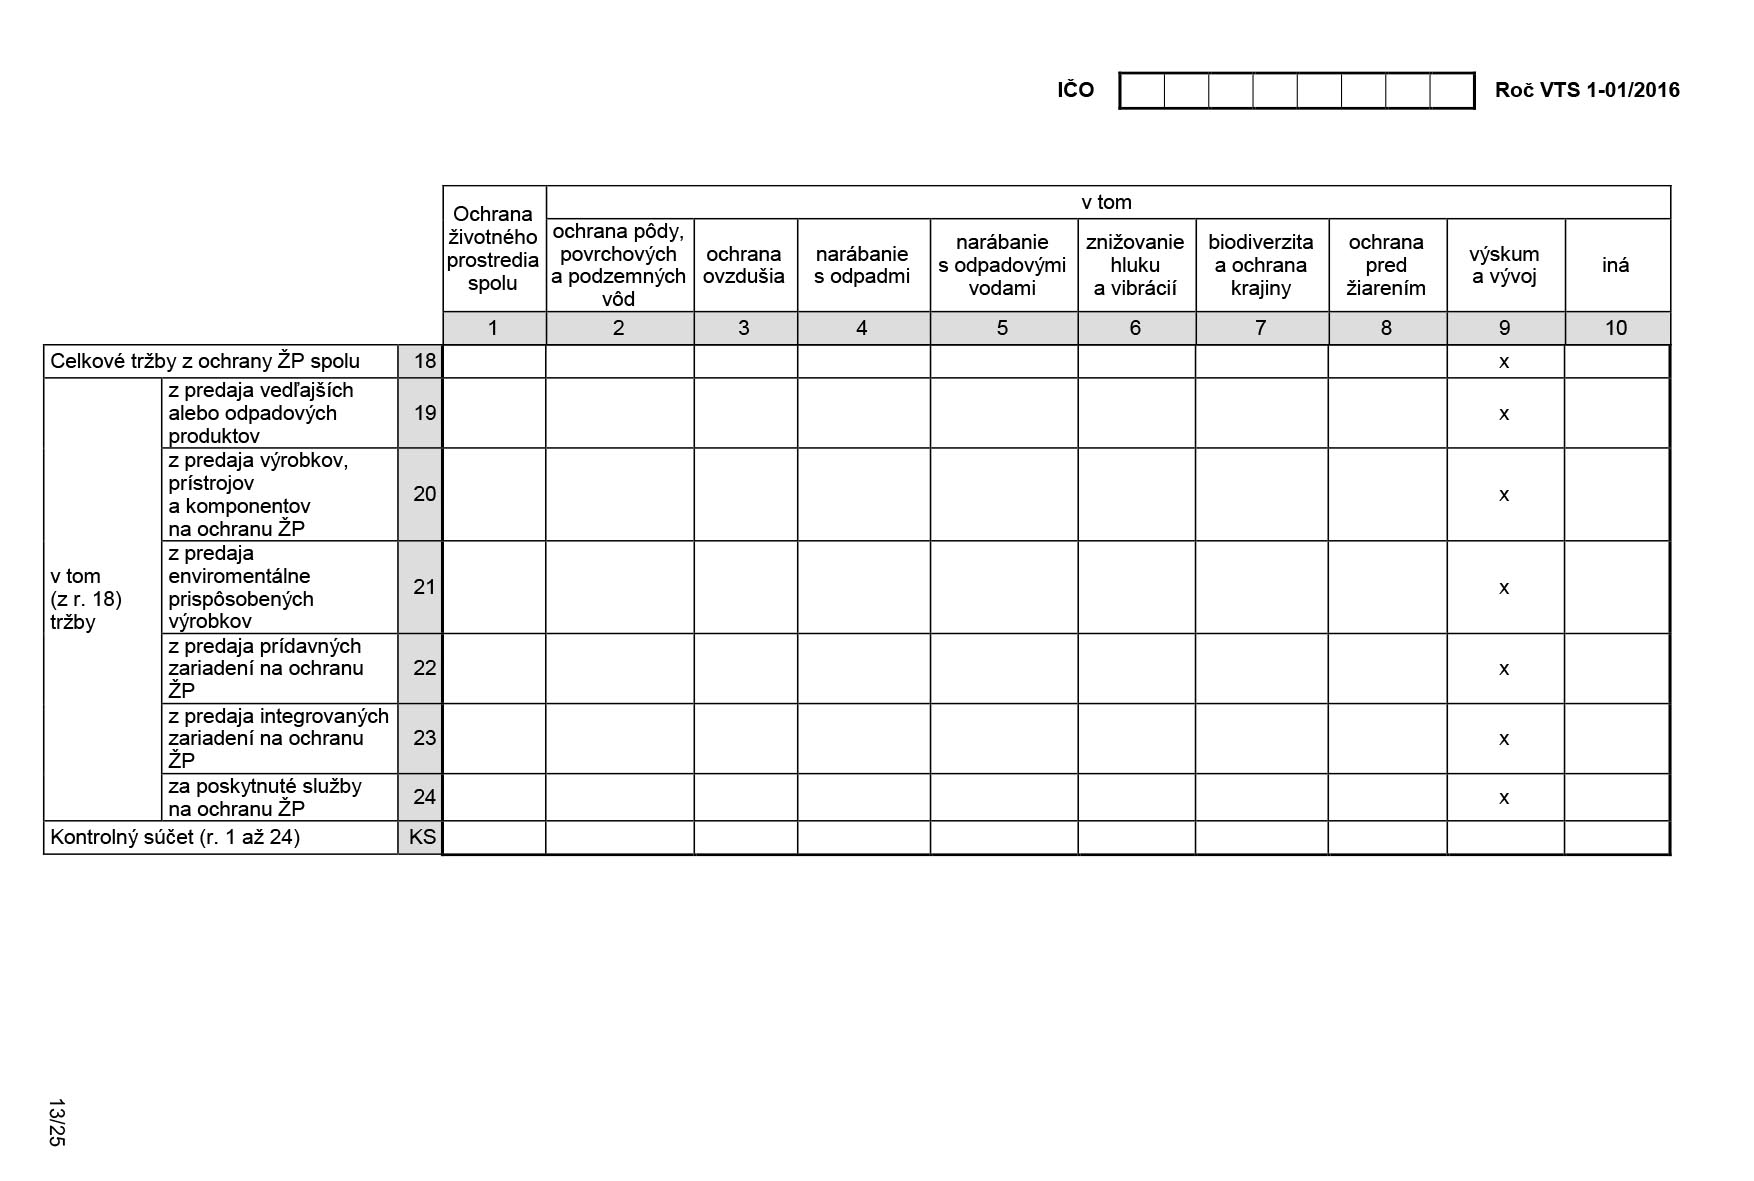 IČO Roč VTS 1-01/2016
Ochrana
životného
prostredia
spolu
v tom
ochrana pôdy,
povrchových
a podzemných
vôd
ochrana
ovzdušia
narábanie
s odpadmi
narábanie
s odpadovými
vodami
znižovanie
hluku
a vibrácií
biodiverzita
a ochrana
krajiny
ochrana
pred
žiarením
výskum
a vývoj
iná
1 2 3 4 5 6 7 8 9 10
Celkové tržby z ochrany ŽP spolu 18 x
v tom
(z r. 18)
tržby
z predaja vedľajších
alebo odpadových
produktov
19 x
z predaja výrobkov,
prístrojov
a komponentov
na ochranu ŽP
20 x
z predaja
enviromentálne
prispôsobených
výrobkov
21 x
z predaja prídavných
zariadení na ochranu
ŽP
22 x
z predaja integrovaných
zariadení na ochranu
ŽP
23 x
za poskytnuté služby
na ochranu ŽP
24 x
Kontrolný súčet (r. 1 až 24) KS
13/25